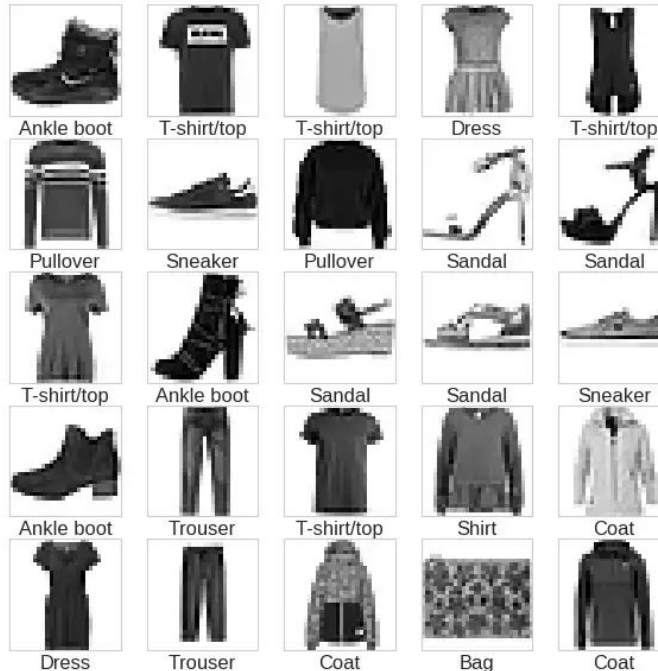 Ankle boot T-shirt/top T-shirt/top Dress T-shirt/top
Pullover Sneaker Pullover Sandal Sandal
T-shirt/top Ankle boot Sandal Sandal Sneaker
Ankle boot Trouser T-shirt/top Shirt Coat
Dress Trouser Coat Bag Coat